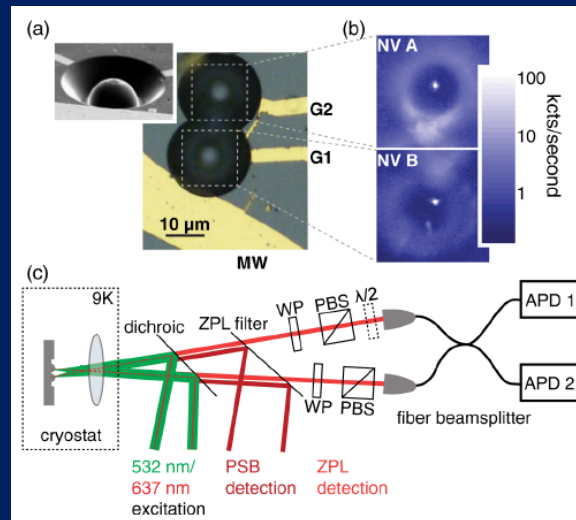 (a)
G2
G1
10 µm
MW
(b)
NV A
NV B
100
10
1
kcts/second
(c)
9K
cryostat
dichroic
ZPL filter
WP
PBS
λ/2
WP
PBS
APD 1
APD 2
fiber beamsplitter
532 nm/
637 nm
excitation
PSB
detection
ZPL
detection